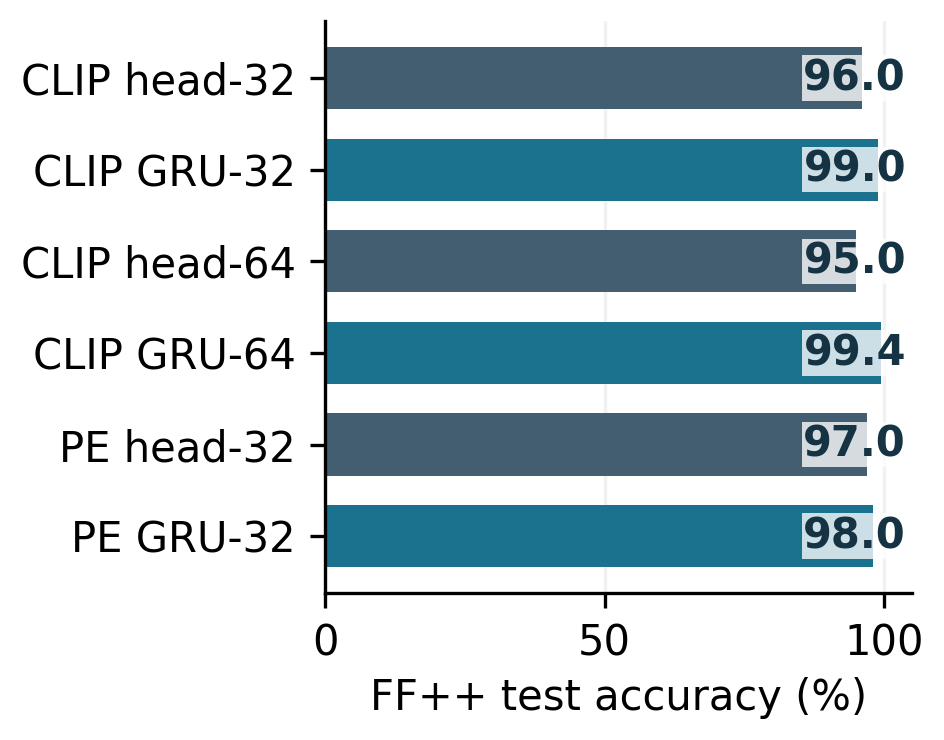 CLIP head-32 96.0
CLIP GRU-32 99.0
CLIP head-64 95.0
CLIP GRU-64 99.4
PE head-32 97.0
PE GRU-32 98.0
0 50 100
FF++ test accuracy (%)